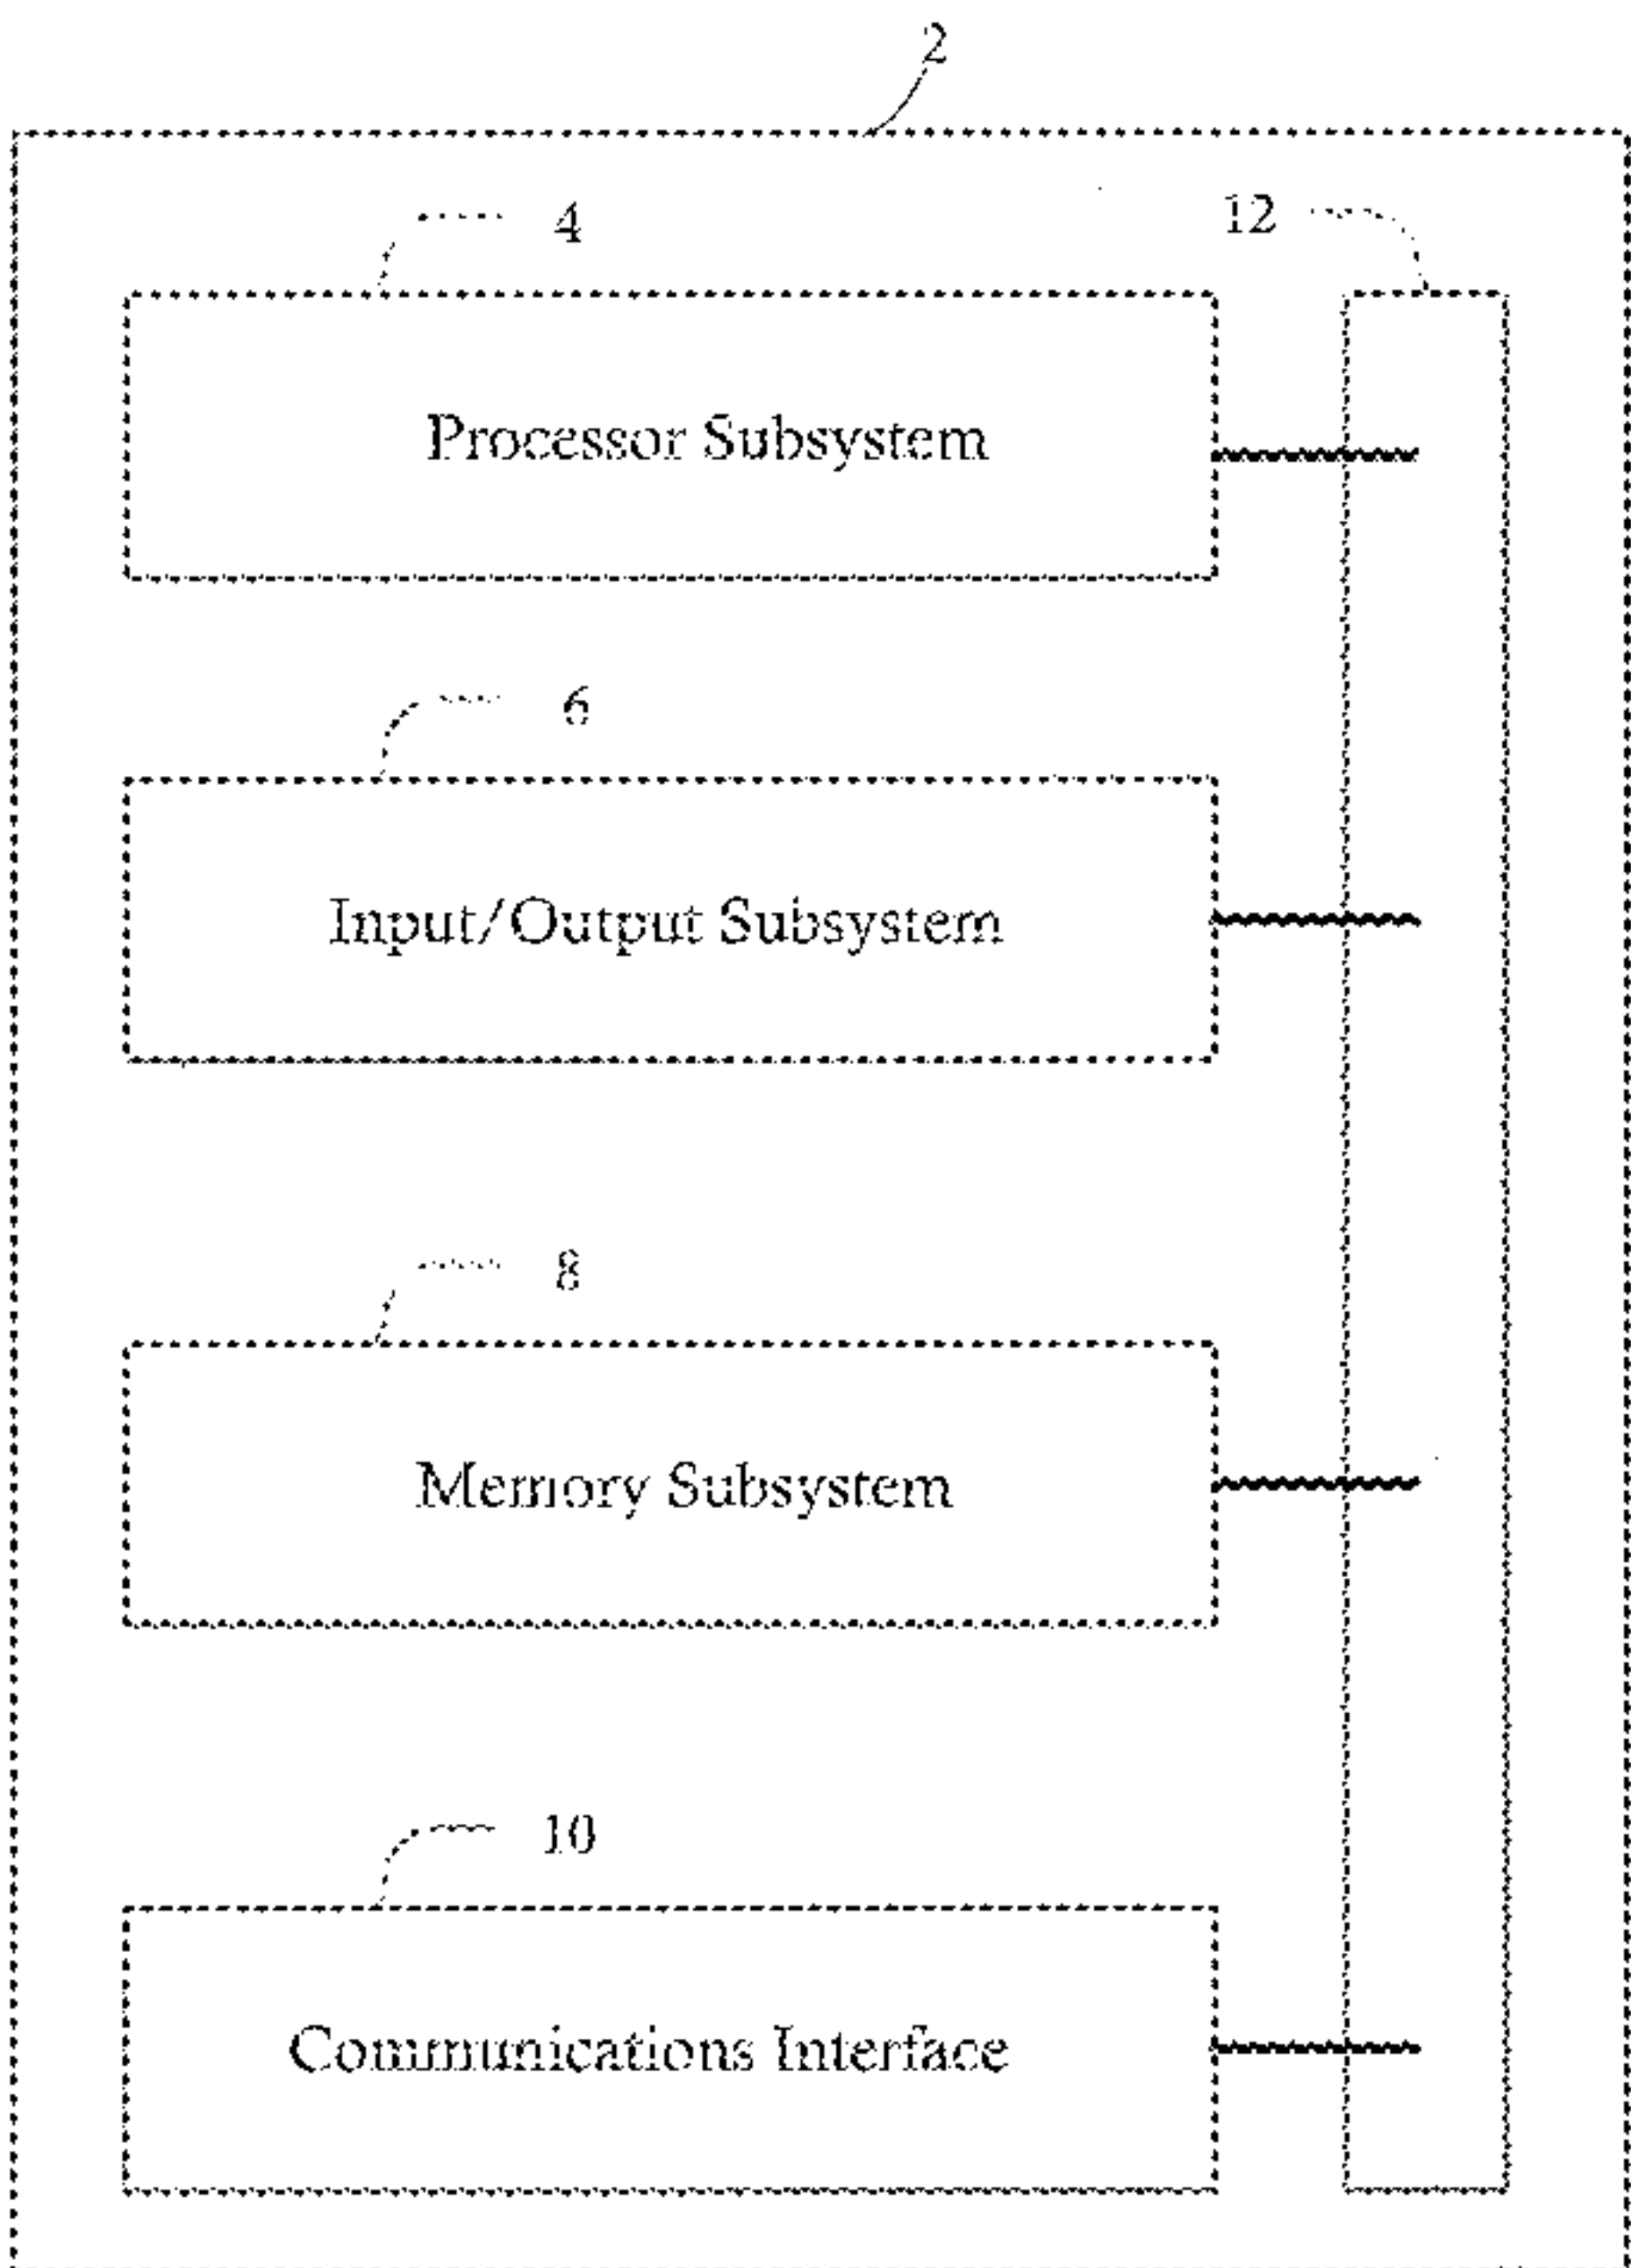 2
4
12
Processor Subsystem
6
Input/Output Subsystem
8
Memory Subsystem
10
Communications Interface